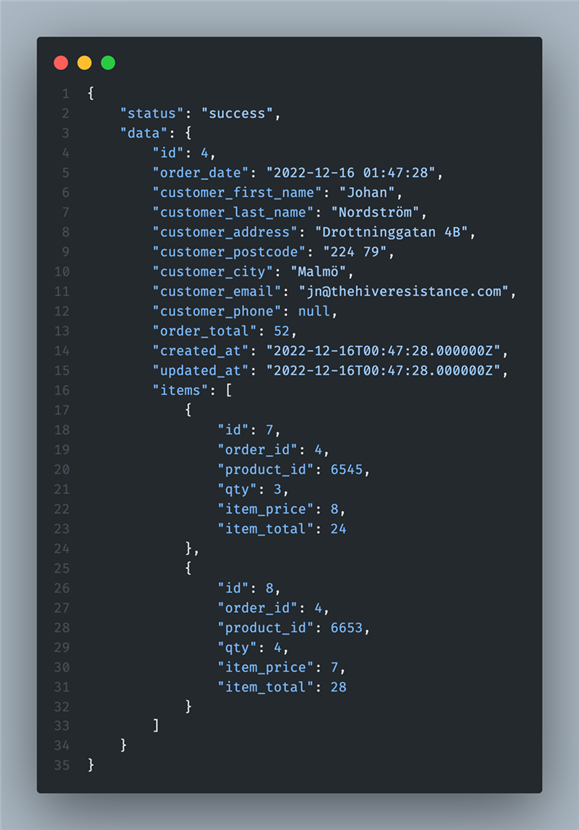 1 {
2     "status": "success",
3     "data": {
4         "id": 4,
5         "order_date": "2022-12-16 01:47:28",
6         "customer_first_name": "Johan",
7         "customer_last_name": "Nordström",
8         "customer_address": "Drottninggatan 4B",
9         "customer_postcode": "224 79",
10         "customer_city": "Malmö",
11         "customer_email": "jn@thehiveresistance.com",
12         "customer_phone": null,
13         "order_total": 52,
14         "created_at": "2022-12-16T00:47:28.000000Z",
15         "updated_at": "2022-12-16T00:47:28.000000Z",
16         "items": [
17             {
18                 "id": 7,
19                 "order_id": 4,
20                 "product_id": 6545,
21                 "qty": 3,
22                 "item_price": 8,
23                 "item_total": 24
24             },
25             {
26                 "id": 8,
27                 "order_id": 4,
28                 "product_id": 6653,
29                 "qty": 4,
30                 "item_price": 7,
31                 "item_total": 28
32             }
33         ]
34     }
35 }